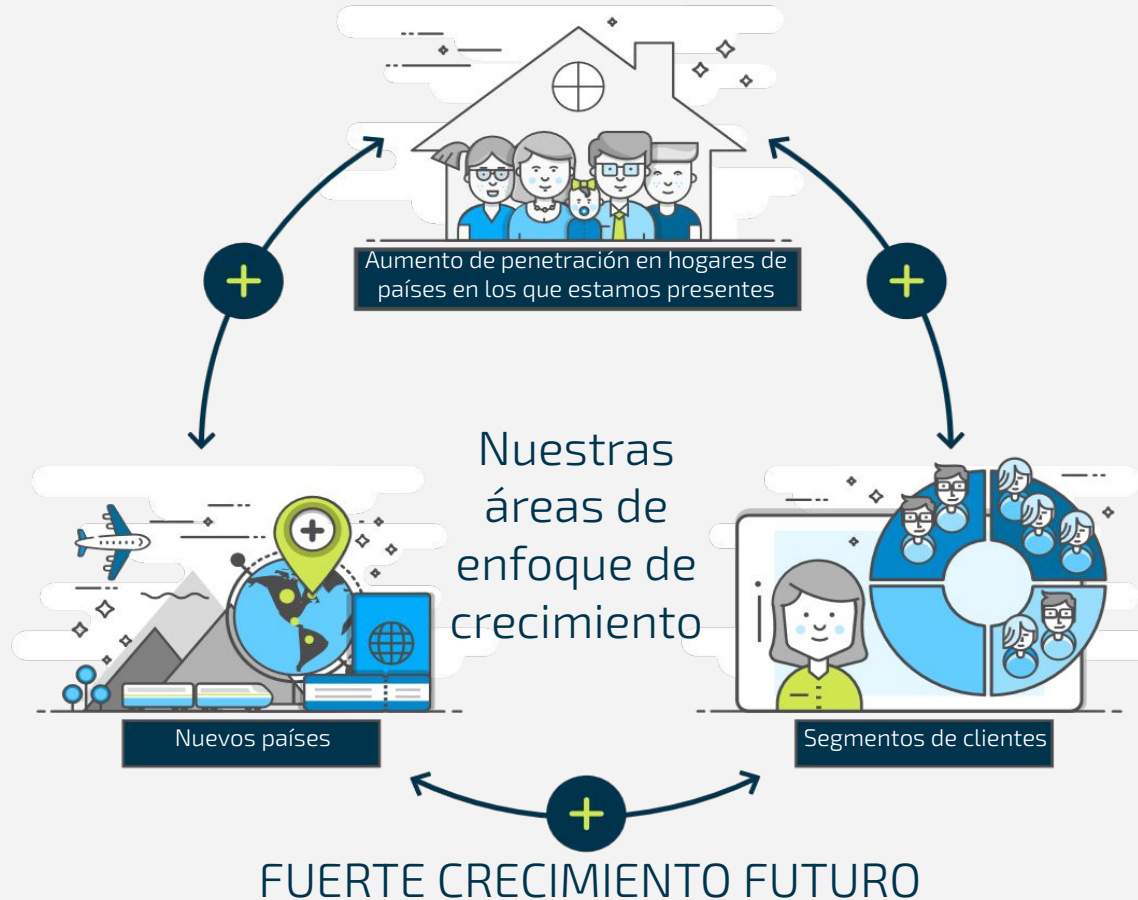 Aumento de penetración en hogares de
países en los que estamos presentes
Nuestras
áreas de
enfoque de
crecimiento
Nuevos países
Segmentos de clientes
FUERTE CRECIMIENTO FUTURO